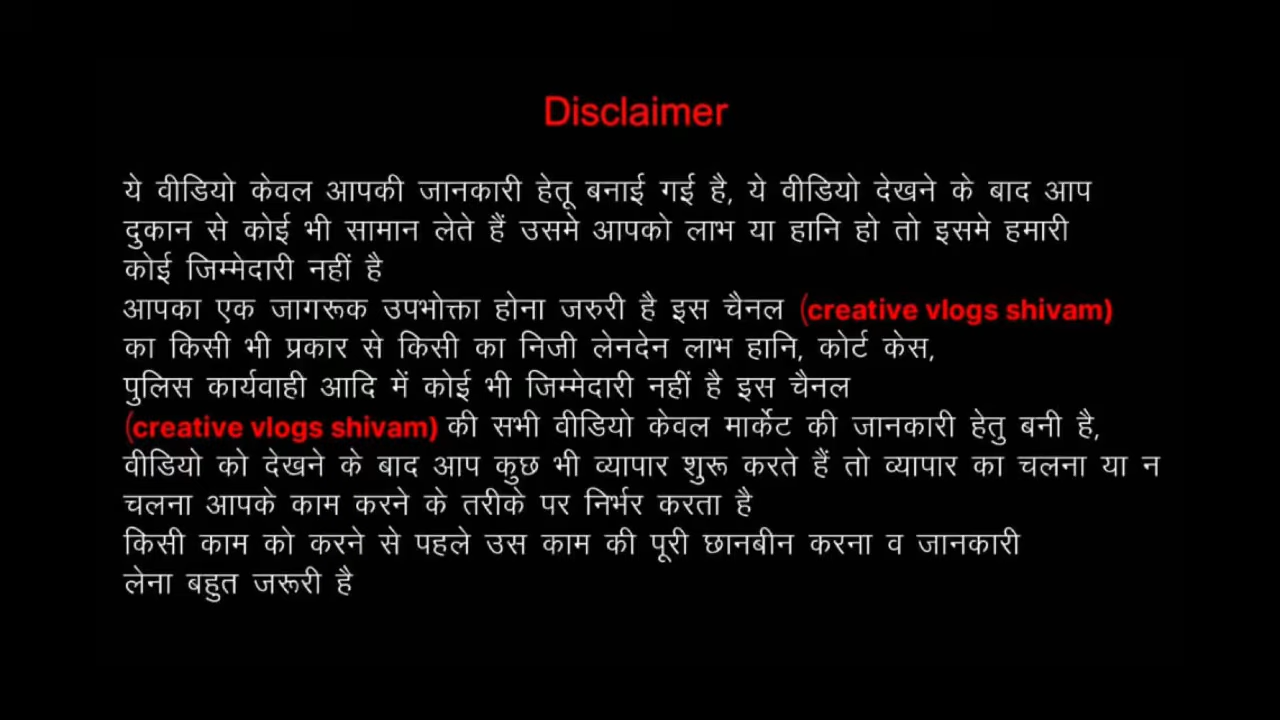 Disclaimer
ये वीडियो केवल आपकी जानकारी हेतू बनाई गई है, ये वीडियो देखने के बाद आप
दुकान से कोई भी सामान लेते हैं उसमे आपको लाभ या हानि हो तो इसमे हमारी
कोई जिम्मेदारी नहीं है
आपका एक जागरूक उपभोक्ता होना जरुरी है इस चैनल (creative vlogs shivam)
का किसी भी प्रकार से किसी का निजी लेनदेन लाभ हानि, कोर्ट केस,
पुलिस कार्यवाही आदि में कोई भी जिम्मेदारी नहीं है इस चैनल
(creative vlogs shivam) की सभी वीडियो केवल मार्केट की जानकारी हेतु बनी है,
वीडियो को देखने के बाद आप कुछ भी व्यापार शुरू करते हैं तो व्यापार का चलना या न
चलना आपके काम करने के तरीके पर निर्भर करता है
किसी काम को करने से पहले उस काम की पूरी छानबीन करना व जानकारी
लेना बहुत जरूरी है